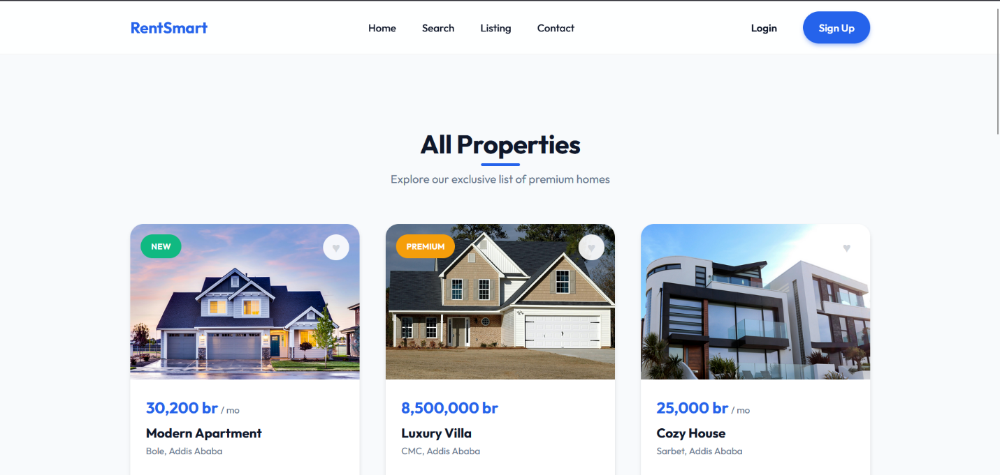 RentSmart
Home Search Listing Contact
Login
Sign Up
All Properties
Explore our exclusive list of premium homes
NEW
PREMIUM
30,200 br / mo
Modern Apartment
Bole, Addis Ababa
8,500,000 br
Luxury Villa
CMC, Addis Ababa
25,000 br / mo
Cozy House
Sarbet, Addis Ababa